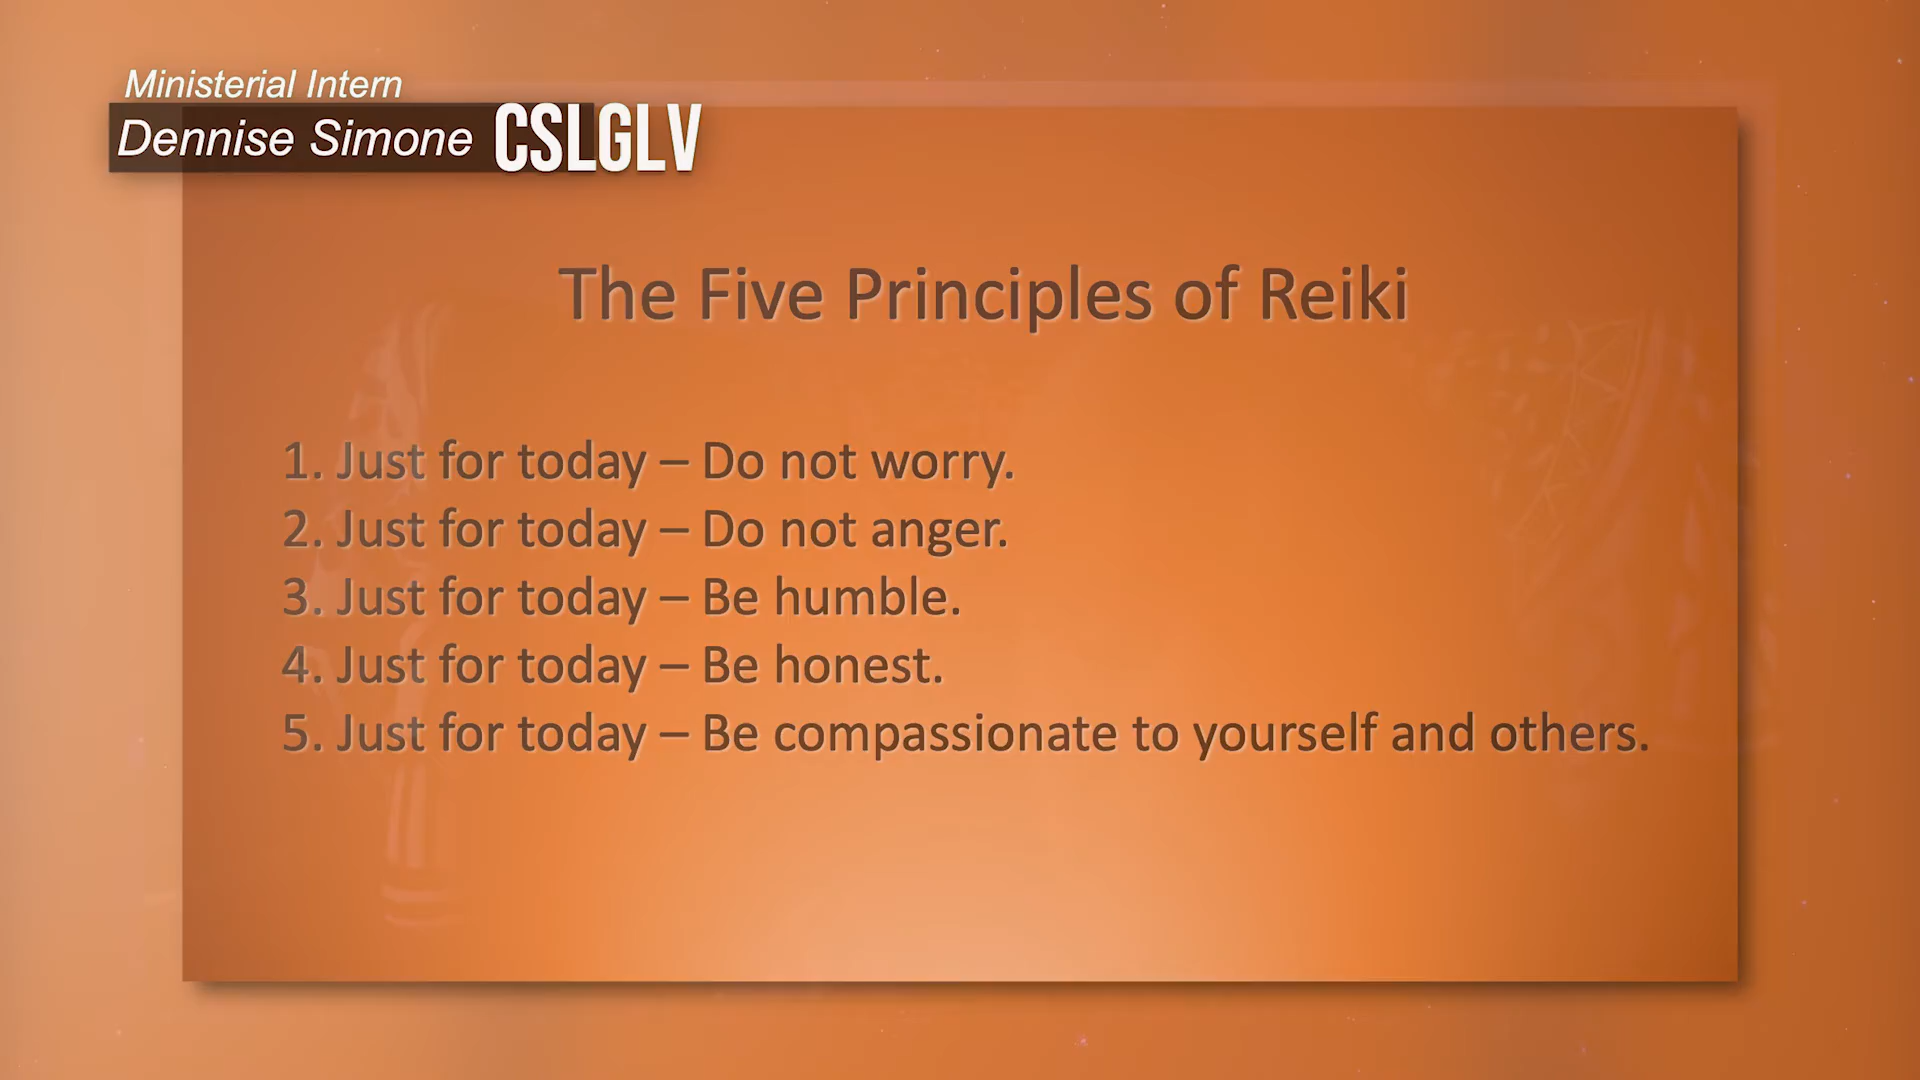 Ministerial Intern
Dennise Simone CSLGLV
The Five Principles of Reiki
1. Just for today – Do not worry.
2. Just for today – Do not anger.
3. Just for today – Be humble.
4. Just for today – Be honest.
5. Just for today – Be compassionate to yourself and others.